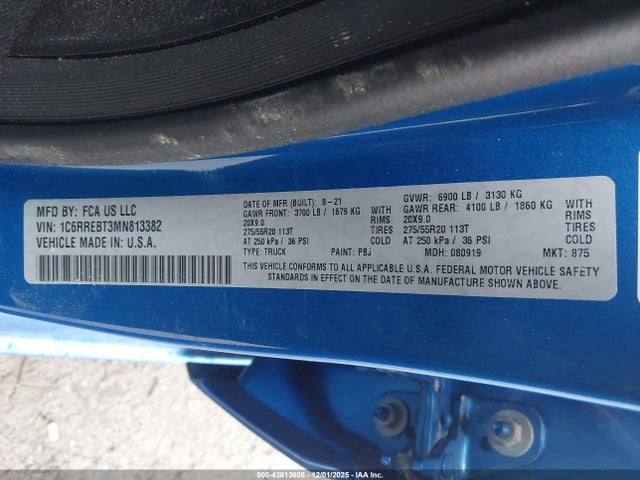 MFD BY: FCA US LLC
VIN: 1C6RREBT3MN813382
VEHICLE MADE IN: U.S.A.
DATE OF MFR (BUILT): 8-21
GAWR FRONT: 3700 LB / 1679 KG WITH
20X9.0 RIMS
275/55R20 113T TIRES
AT 250 kPa / 36 PSI
TYPE: TRUCK PAINT: PBJ
GVWR: 6900 LB / 3130 KG
GAWR REAR: 4100 LB / 1860 KG WITH
20X9.0 RIMS
275/55R20 113T TIRES
AT 250 kPa / 36 PSI
MDH: 080919 MKT: 875
THIS VEHICLE CONFORMS TO ALL APPLICABLE U.S.A. FEDERAL MOTOR VEHICLE SAFETY
STANDARDS IN EFFECT ON THE DATE OF MANUFACTURE SHOWN ABOVE.
000-43813606 - 12/01/2025 - IAA Inc.